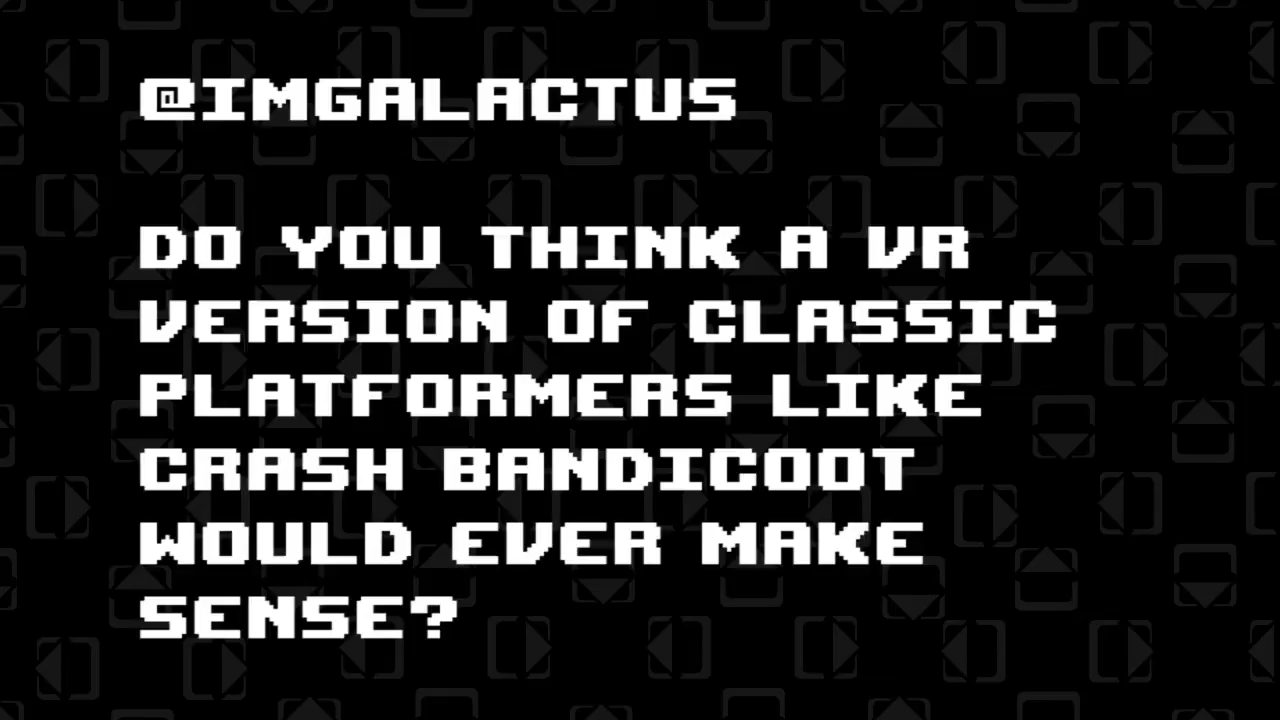 @IMGALACTUS
DO YOU THINK A VR
VERSION OF CLASSIC
PLATFORMERS LIKE
CRASH BANDICOOT
WOULD EVER MAKE
SENSE?